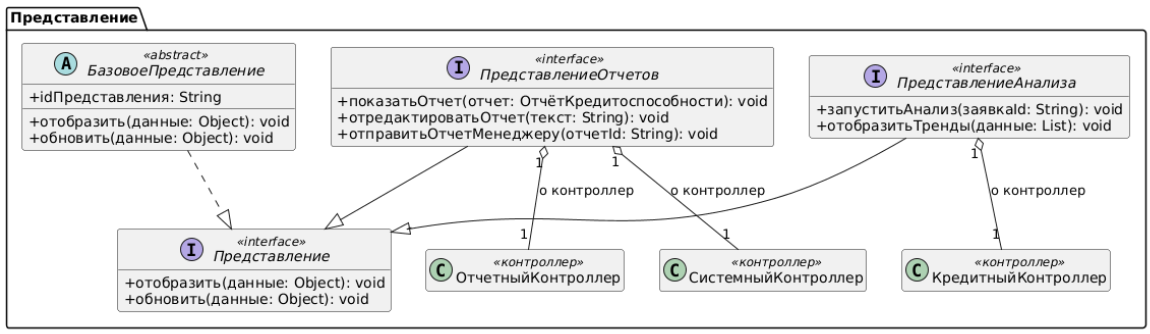 Представление
A
«abstract»
БазовоеПредставление
+idПредставления: String
+отобразить(данные: Object): void
+обновить(данные: Object): void
I
«interface»
ПредставлениеОтчетов
+показатьОтчет(отчет: ОтчётКредитоспособности): void
+отредактироватьОтчет(текст: String): void
+отправитьОтчетМенеджеру(отчетId: String): void
I
«interface»
ПредставлениеАнализа
+запуститьАнализ(заявкаId: String): void
+отобразитьТренды(данные: List): void
1
1
1
о контроллер
о контроллер
о контроллер
1
1
1
I
«interface»
Представление
+отобразить(данные: Object): void
+обновить(данные: Object): void
C
«контроллер»
ОтчетныйКонтроллер
C
«контроллер»
СистемныйКонтроллер
C
«контроллер»
КредитныйКонтроллер